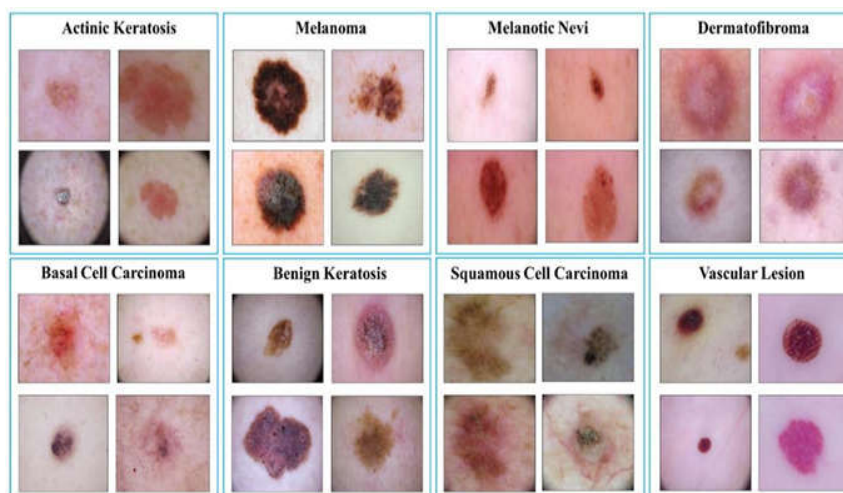 Actinic Keratosis
Melanoma
Melanotic Nevi
Dermatofibroma
Basal Cell Carcinoma
Benign Keratosis
Squamous Cell Carcinoma
Vascular Lesion